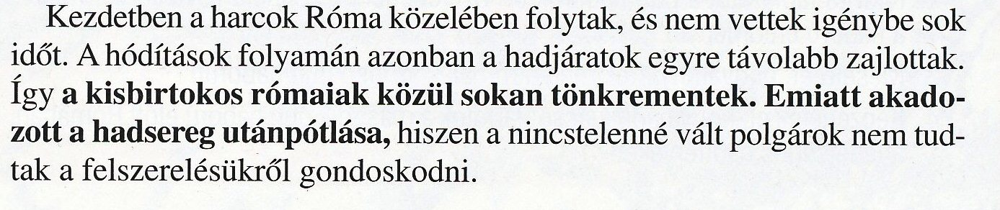 Kezdetben a harcok Róma közelében folytak, és nem vettek igénybe sok
időt. A hódítások folyamán azonban a hadjáratok egyre távolabb zajlottak.
Így a kisbirtokos rómaiak közül sokan tönkrementek. Emiatt akado-
zott a hadsereg utánpótlása, hiszen a nincstelenné vált polgárok nem tud-
tak a felszerelésükről gondoskodni.